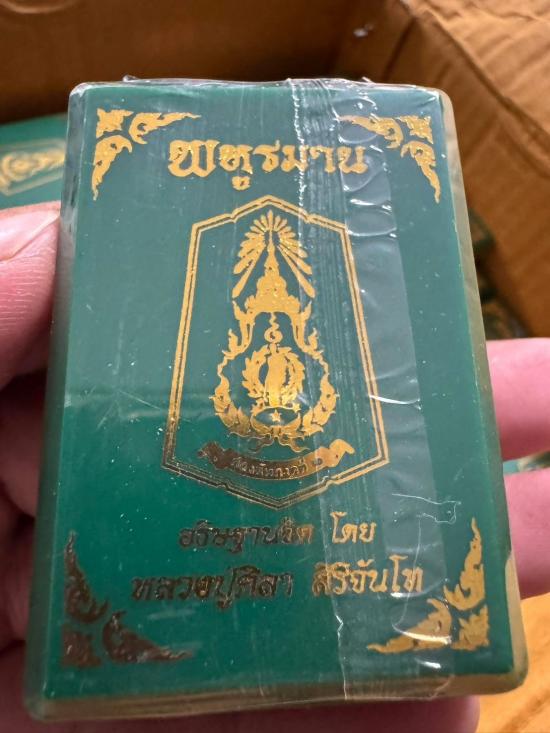 พหูรมาน
อธิษฐานจิต โดย
หลวงปู่ศิลา สิริจันโท